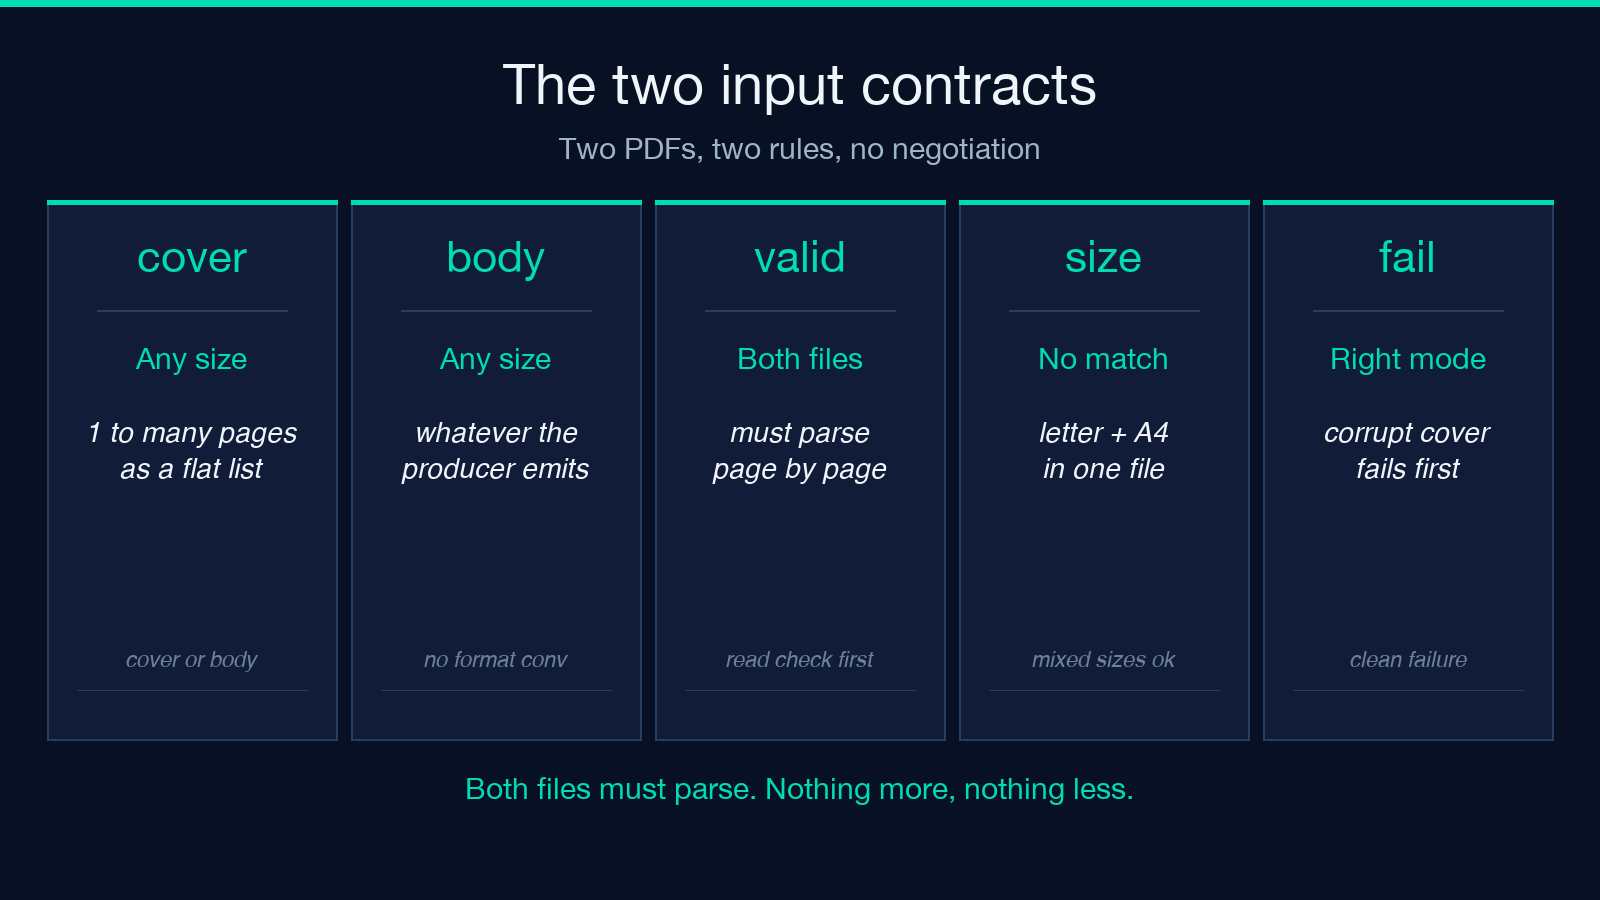 The two input contracts
Two PDFs, two rules, no negotiation
cover
Any size
1 to many pages
as a flat list
cover or body
body
Any size
whatever the
producer emits
no format conv
valid
Both files
must parse
page by page
read check first
size
No match
letter + A4
in one file
mixed sizes ok
fail
Right mode
corrupt cover
fails first
clean failure
Both files must parse. Nothing more, nothing less.